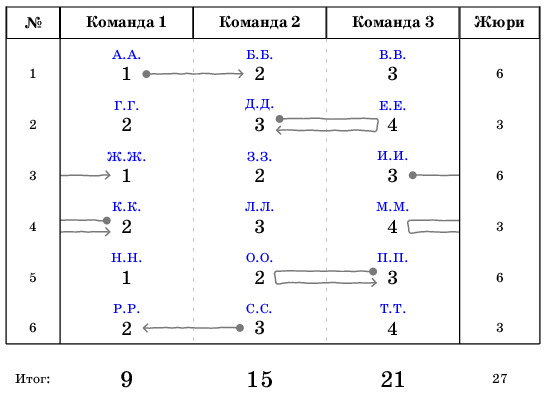 № Команда 1 Команда 2 Команда 3 Жюри
А.А. Б.Б. В.В.
1 1 2 3 6
Г.Г. Д.Д. Е.Е.
2 2 3 4 3
Ж.Ж. З.З. И.И.
3 1 2 3 6
К.К. Л.Л. М.М.
4 2 3 4 3
Н.Н. О.О. П.П.
5 1 2 3 6
Р.Р. С.С. Т.Т.
6 2 3 4 3
Итог: 9 15 21 27